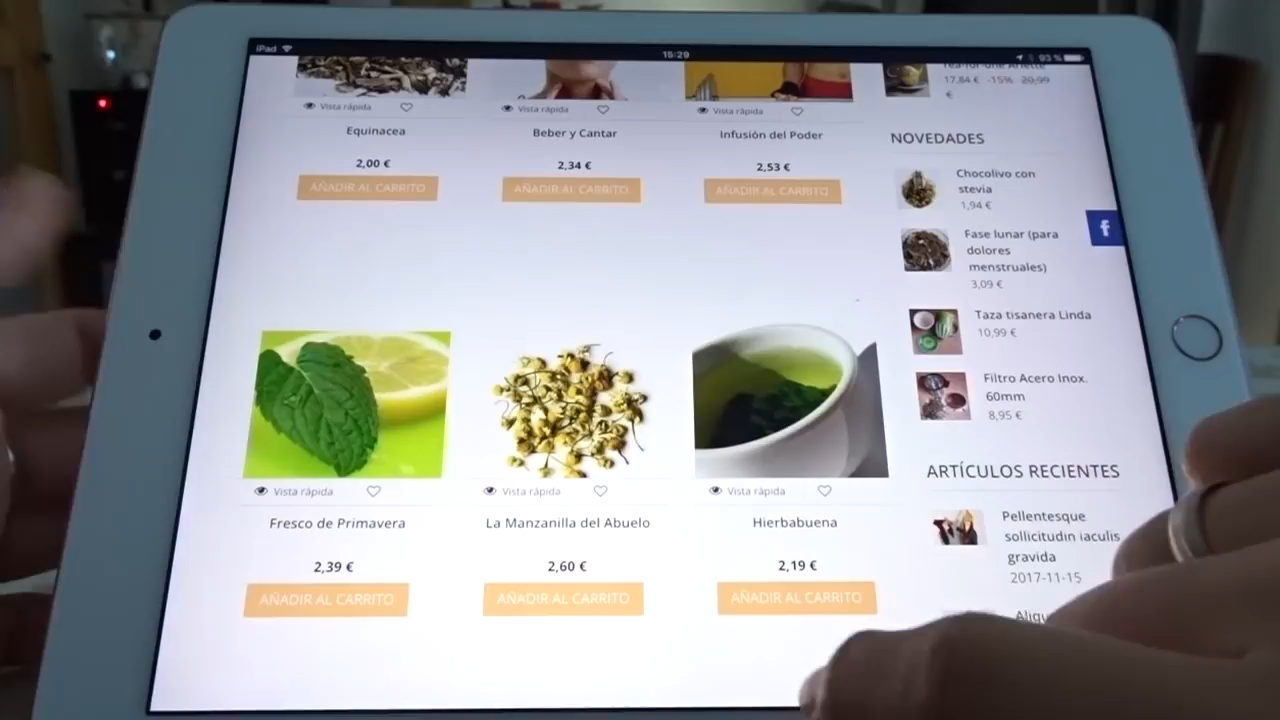 iPad
15:29
93 %
Tea-for-one Arlette
17,84 € -15% 20,99
€
Vista rápida
Vista rápida
Vista rápida
Equinacea
Beber y Cantar
Infusión del Poder
2,00 €
2,34 €
2,53 €
AÑADIR AL CARRITO
AÑADIR AL CARRITO
AÑADIR AL CARRITO
NOVEDADES
Chocolivo con
stevia
1,94 €
Fase lunar (para
dolores
menstruales)
3,09 €
f
Taza tisanera Linda
10,99 €
Filtro Acero Inox.
60mm
8,95 €
Vista rápida
Vista rápida
Vista rápida
Fresco de Primavera
La Manzanilla del Abuelo
Hierbabuena
2,39 €
2,60 €
2,19 €
AÑADIR AL CARRITO
AÑADIR AL CARRITO
AÑADIR AL CARRITO
ARTÍCULOS RECIENTES
Pellentesque
sollicitudin iaculis
gravida
2017-11-15